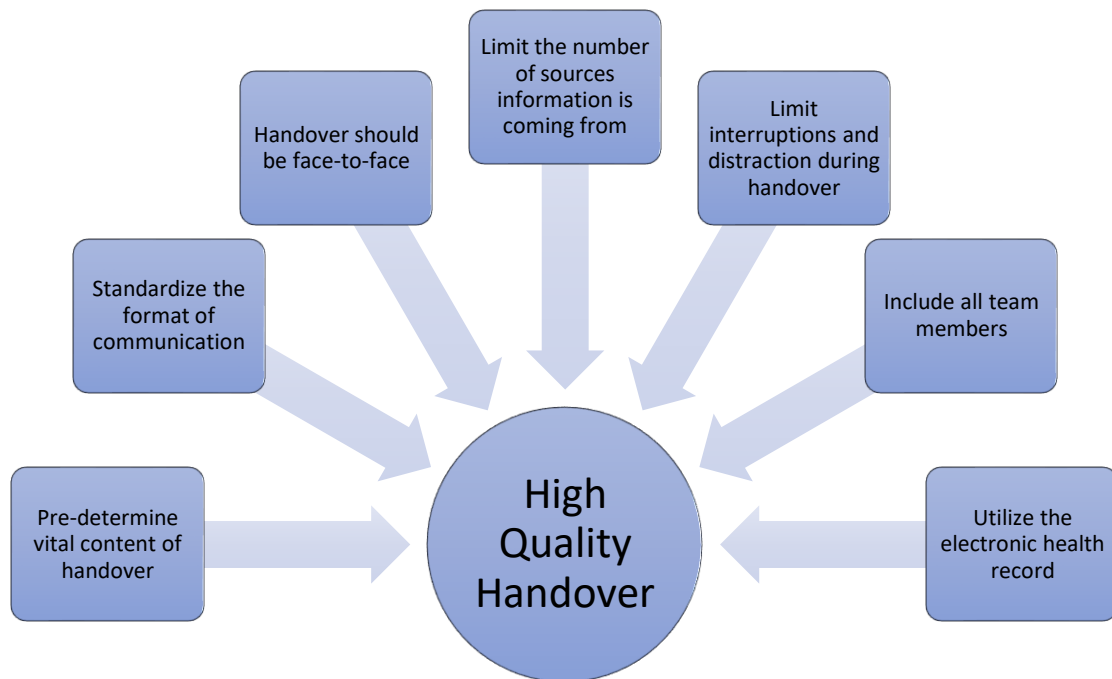 Pre-determine
vital content of
handover
Standardize the
format of
communication
Handover should
be face-to-face
Limit the number
of sources
information is
coming from
Limit
interruptions and
distraction during
handover
Include all team
members
Utilize the
electronic health
record
High
Quality
Handover